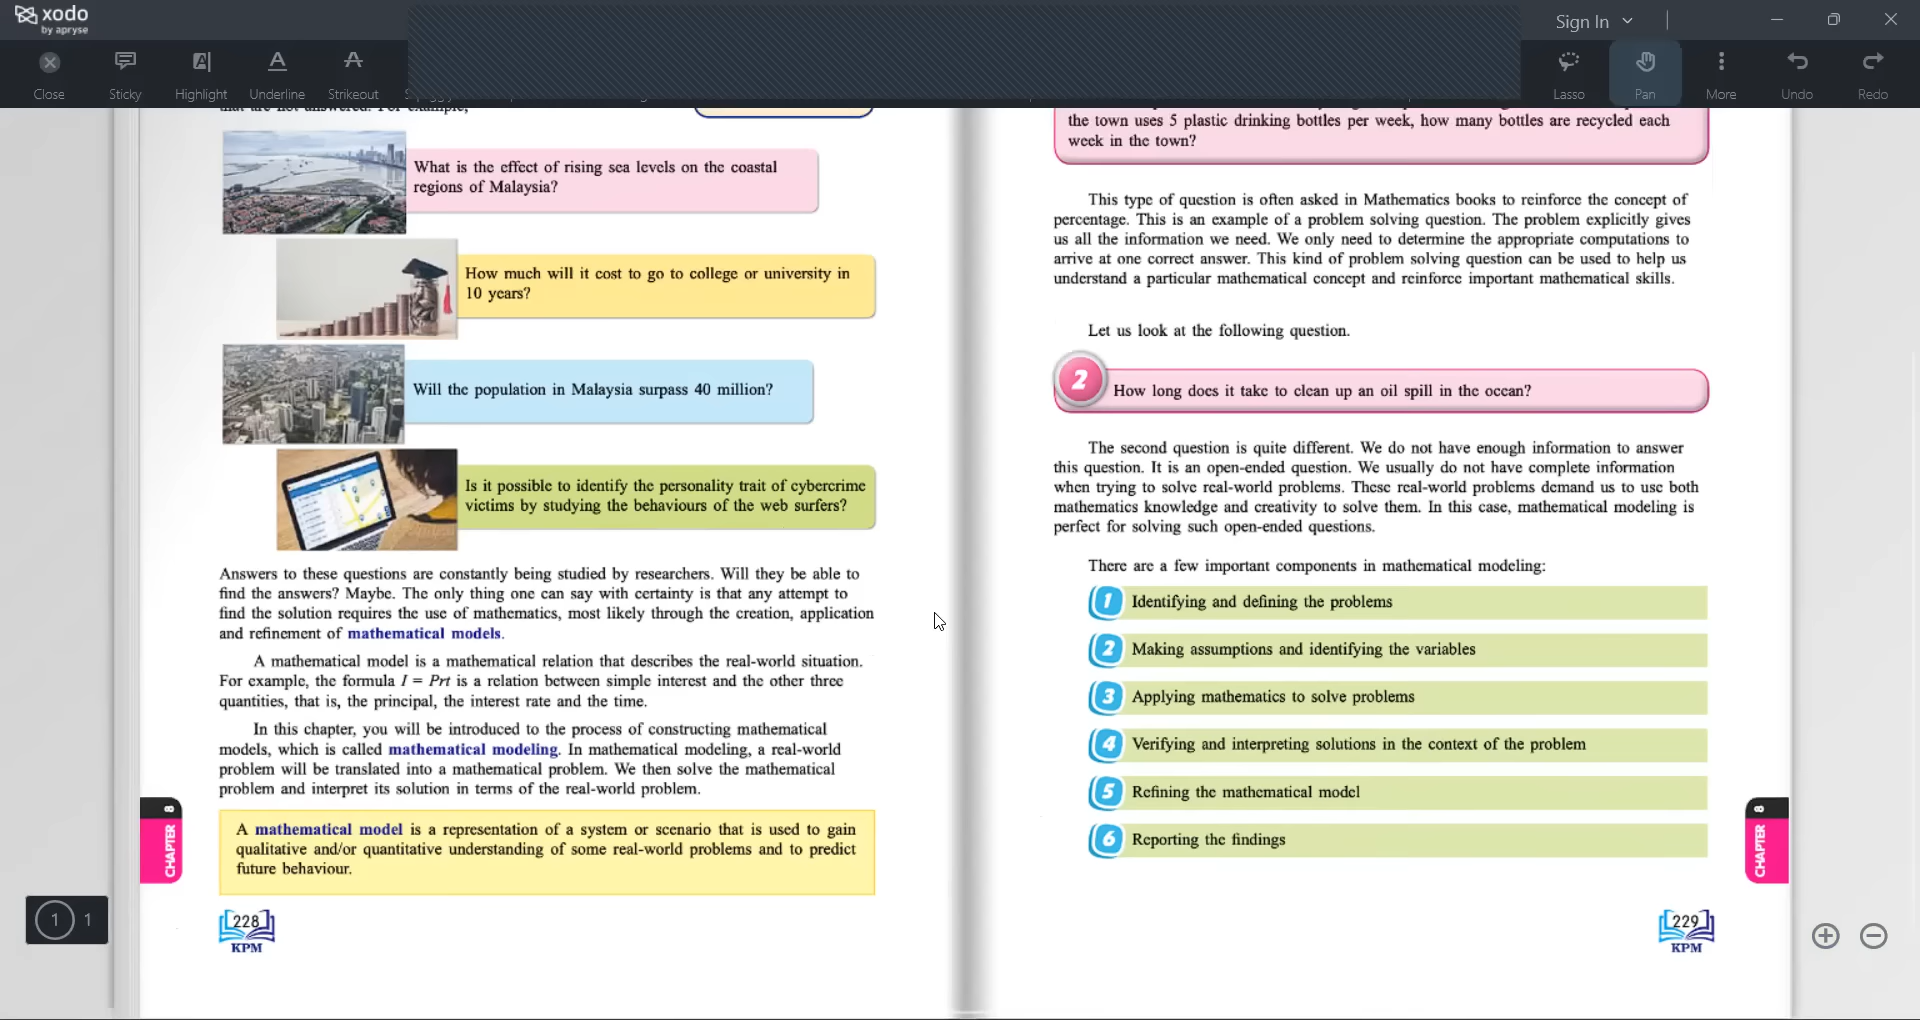 xodo
by apryse
Sign In
Close
Sticky
Highlight
Underline
Strikeout
Lasso
Pan
More
Undo
Redo
that are not answered. For example,
What is the effect of rising sea levels on the coastal
regions of Malaysia?
How much will it cost to go to college or university in
10 years?
Will the population in Malaysia surpass 40 million?
Is it possible to identify the personality trait of cybercrime
victims by studying the behaviours of the web surfers?
Answers to these questions are constantly being studied by researchers. Will they be able to
find the answers? Maybe. The only thing one can say with certainty is that any attempt to
find the solution requires the use of mathematics, most likely through the creation, application
and refinement of mathematical models.
A mathematical model is a mathematical relation that describes the real-world situation.
For example, the formula I = Prt is a relation between simple interest and the other three
quantities, that is, the principal, the interest rate and the time.
In this chapter, you will be introduced to the process of constructing mathematical
models, which is called mathematical modeling. In mathematical modeling, a real-world
problem will be translated into a mathematical problem. We then solve the mathematical
problem and interpret its solution in terms of the real-world problem.
A mathematical model is a representation of a system or scenario that is used to gain
qualitative and/or quantitative understanding of some real-world problems and to predict
future behaviour.
CHAPTER 8
228
KPM
1 1
the town uses 5 plastic drinking bottles per week, how many bottles are recycled each
week in the town?
This type of question is often asked in Mathematics books to reinforce the concept of
percentage. This is an example of a problem solving question. The problem explicitly gives
us all the information we need. We only need to determine the appropriate computations to
arrive at one correct answer. This kind of problem solving question can be used to help us
understand a particular mathematical concept and reinforce important mathematical skills.
Let us look at the following question.
2 How long does it take to clean up an oil spill in the ocean?
The second question is quite different. We do not have enough information to answer
this question. It is an open-ended question. We usually do not have complete information
when trying to solve real-world problems. These real-world problems demand us to use both
mathematics knowledge and creativity to solve them. In this case, mathematical modeling is
perfect for solving such open-ended questions.
There are a few important components in mathematical modeling:
1 Identifying and defining the problems
2 Making assumptions and identifying the variables
3 Applying mathematics to solve problems
4 Verifying and interpreting solutions in the context of the problem
5 Refining the mathematical model
6 Reporting the findings
CHAPTER 8
229
KPM